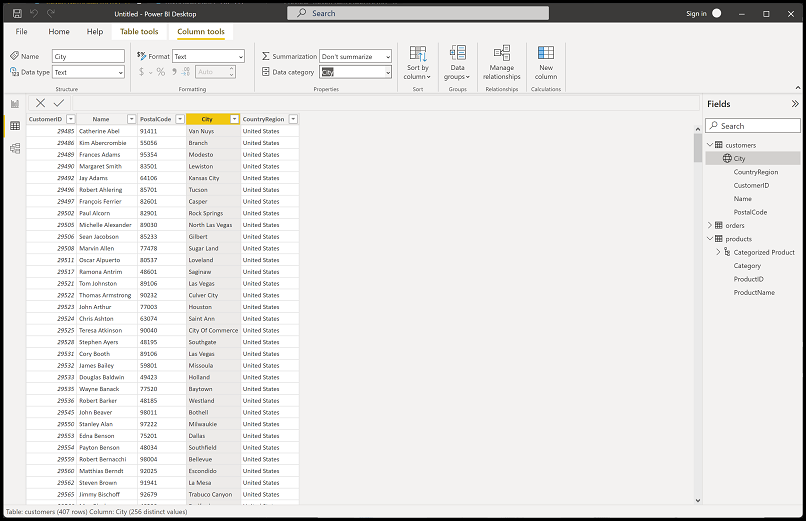 Untitled - Power BI Desktop
Search
Sign in
File Home Help Table tools Column tools
Name City
Data type Text
Structure
Format Text
$ % Auto
Formatting
Summarization Don't summarize
Data category City
Properties
Sort by column
Sort
Data groups
Groups
Manage relationships
Relationships
New column
Calculations
CustomerID Name PostalCode City CountryRegion
29485 Catherine Abel 91411 Van Nuys United States
29486 Kim Abercrombie 55056 Branch United States
29489 Frances Adams 95354 Modesto United States
29490 Margaret Smith 83501 Lewiston United States
29492 Jay Adams 64106 Kansas City United States
29496 Robert Ahlering 85701 Tucson United States
29497 François Ferrier 82601 Casper United States
29502 Paul Alcorn 82901 Rock Springs United States
29505 Michelle Alexander 89030 North Las Vegas United States
29506 Sean Jacobson 85233 Gilbert United States
29508 Marvin Allen 77478 Sugar Land United States
29511 Oscar Alpuerto 80537 Loveland United States
29517 Ramona Antrim 48601 Saginaw United States
29521 Tom Johnston 89106 Las Vegas United States
29522 Thomas Armstrong 90232 Culver City United States
29523 John Arthur 77003 Houston United States
29524 Chris Ashton 63074 Saint Ann United States
29525 Teresa Atkinson 90040 City Of Commerce United States
29528 Stephen Ayers 48195 Southgate United States
29531 Cory Booth 89106 Las Vegas United States
29532 James Bailey 59801 Missoula United States
29533 Douglas Baldwin 49423 Holland United States
29535 Wayne Banack 77520 Baytown United States
29536 Robert Barker 48185 Westland United States
29545 John Beaver 98011 Bothell United States
29550 Stanley Alan 97222 Milwaukie United States
29553 Edna Benson 75201 Dallas United States
29554 Payton Benson 48034 Southfield United States
29559 Robert Bernacchi 98004 Bellevue United States
29560 Matthias Berndt 92025 Escondido United States
29562 Steven Brown 91941 La Mesa United States
29565 Jimmy Bischoff 92679 Trabuco Canyon United States
Fields
Search
customers
City
CountryRegion
CustomerID
Name
PostalCode
orders
products
Categorized Product
Category
ProductID
ProductName
Table: customers (407 rows) Column: City (256 distinct values)